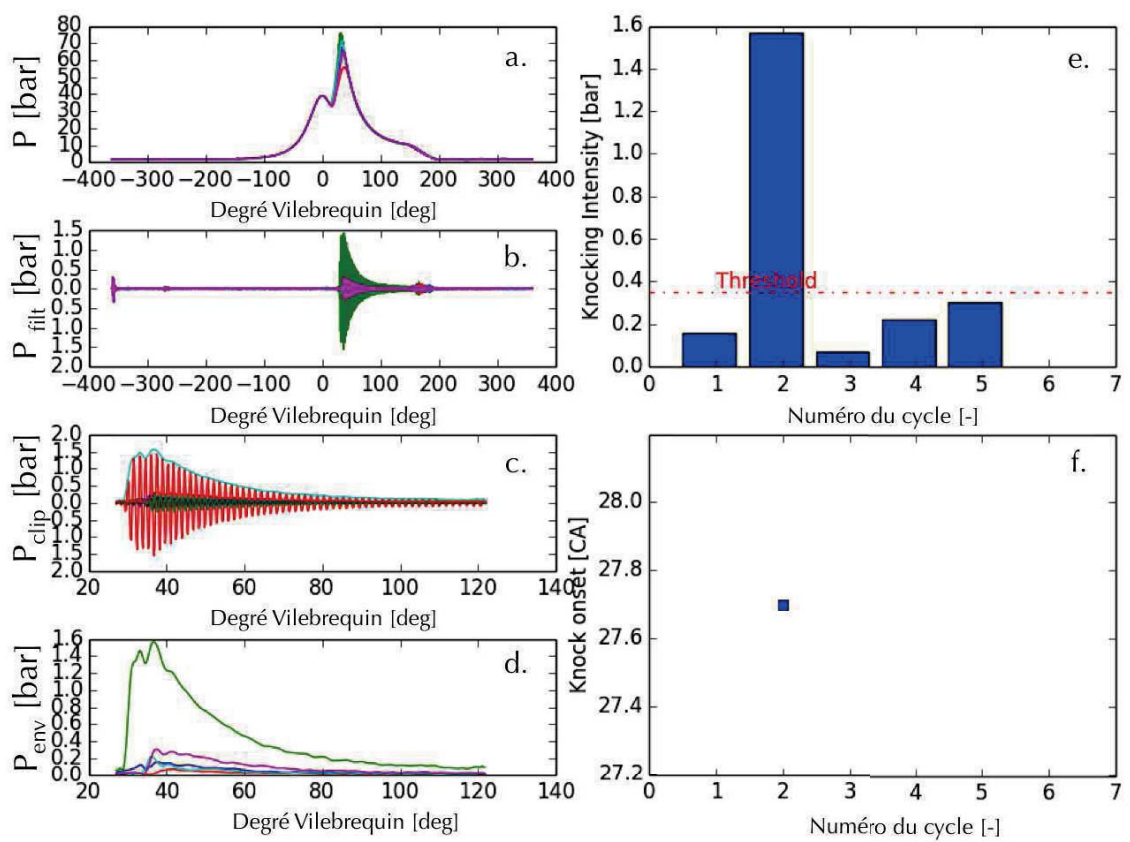 a.
P [bar]
80
70
60
50
40
30
20
10
0
−400 −300 −200 −100 0 100 200 300 400
Degré Vilebrequin [deg]
b.
P_filt [bar]
1.5
1.0
0.5
0.0
0.5
1.0
1.5
2.0
−400 −300 −200 −100 0 100 200 300 400
Degré Vilebrequin [deg]
c.
P_clip [bar]
2.0
1.5
1.0
0.5
0.0
0.5
1.0
1.5
2.0
20 40 60 80 100 120 140
Degré Vilebrequin [deg]
d.
P_env [bar]
1.6
1.4
1.2
1.0
0.8
0.6
0.4
0.2
0.0
20 40 60 80 100 120 140
Degré Vilebrequin [deg]
e.
Knocking Intensity [bar]
1.6
1.4
1.2
1.0
0.8
0.6
0.4
0.2
0.0
Threshold
0 1 2 3 4 5 6 7
Numéro du cycle [-]
f.
Knock onset [CA]
28.0
27.8
27.6
27.4
27.2
0 1 2 3 4 5 6 7
Numéro du cycle [-]